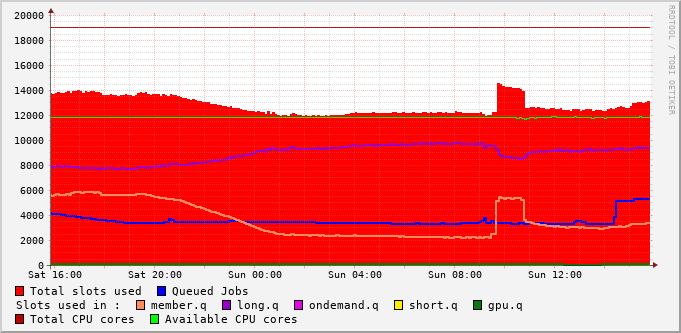 20000
18000
16000
14000
12000
10000
8000
6000
4000
2000
0
Sat 16:00 Sat 20:00 Sun 00:00 Sun 04:00 Sun 08:00 Sun 12:00
Total slots used Queued Jobs
Slots used in : member.q long.q ondemand.q short.q gpu.q
Total CPU cores Available CPU cores
RRDTOOL / TOBI OETIKER